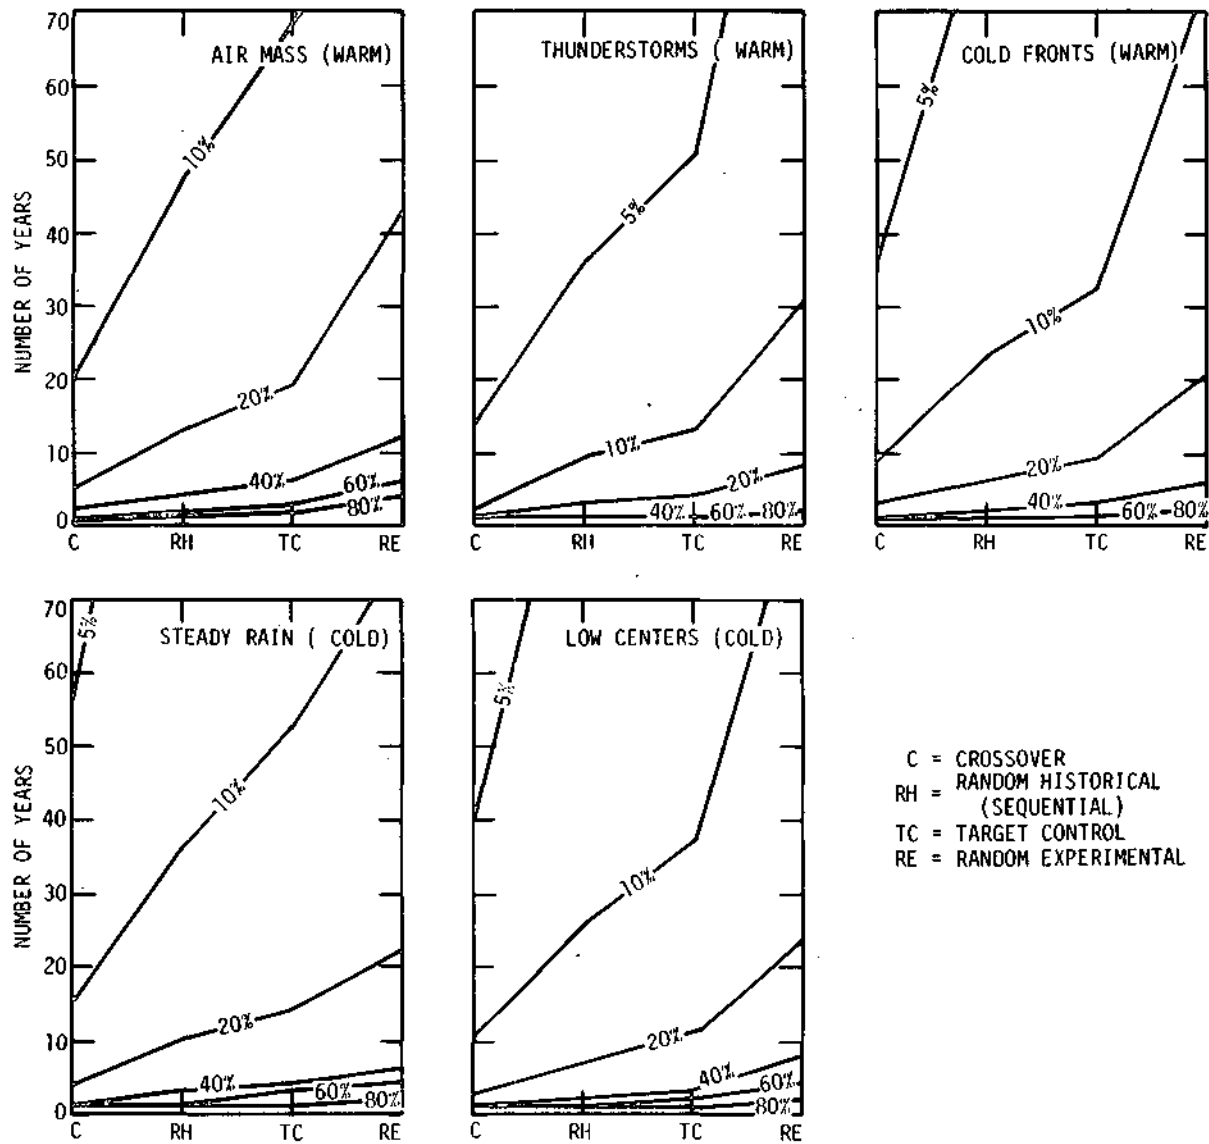 70
60
50
40
30
20
10
0
NUMBER OF YEARS
AIR MASS (WARM)
10%
20%
40%
60%
80%
C RH TC RE
THUNDERSTORMS ( WARM)
5%
10%
20%
40% 60% 80%
C RH TC RE
COLD FRONTS (WARM)
5%
10%
20%
40%
60% 80%
C RH TC RE
70
60
50
40
30
20
10
0
NUMBER OF YEARS
STEADY RAIN ( COLD)
5%
10%
20%
40%
60%
80%
C RH TC RE
LOW CENTERS (COLD)
5%
10%
20%
40%
60%
80%
C RH TC RE
C = CROSSOVER
RH = RANDOM HISTORICAL
(SEQUENTIAL)
TC = TARGET CONTROL
RE = RANDOM EXPERIMENTAL